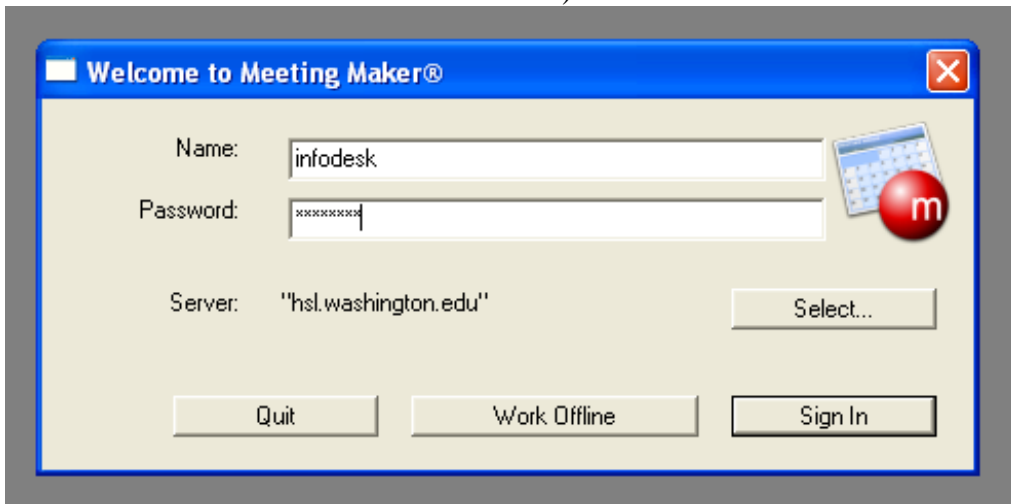 )
Welcome to Meeting Maker®
Name: infodesk
Password: ********
m
Server: "hsl.washington.edu" Select...
Quit Work Offline Sign In